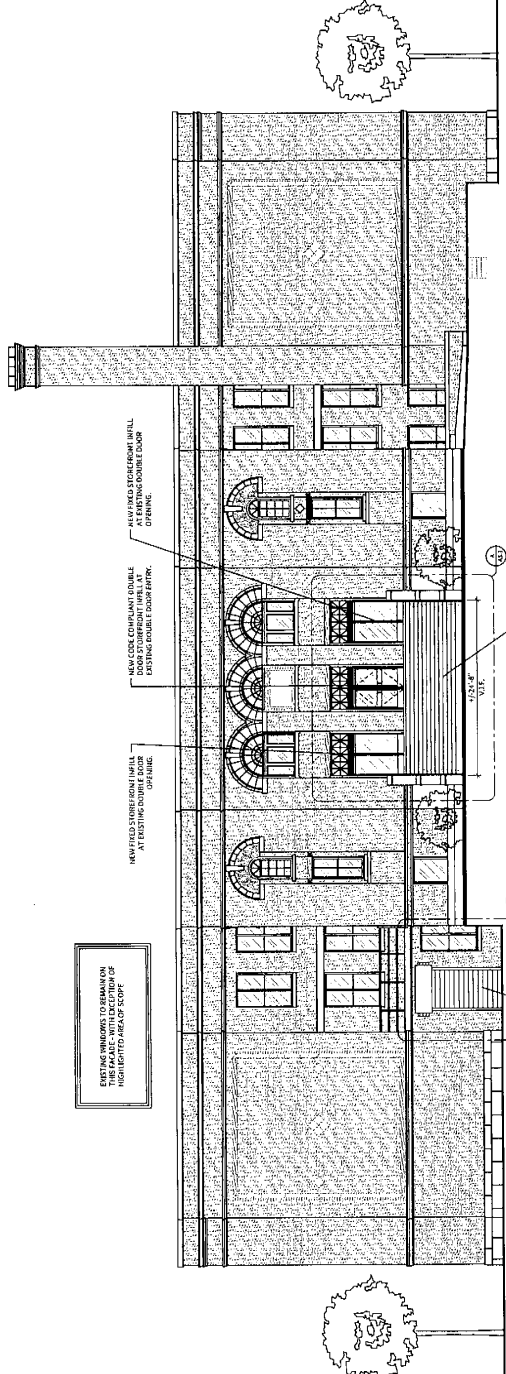 EXISTING WINDOWS TO REMAIN ON
THIS FACADE - WITH EXCEPTION OF
HIGHLIGHTED AREA OF SCOPE
NEW FIXED STOREFRONT INFILL
AT EXISTING DOUBLE DOOR
OPENING.
NEW CODE COMPLIANT DOUBLE
DOOR STOREFRONT INFILL AT
EXISTING DOUBLE DOOR ENTRY.
NEW FIXED STOREFRONT INFILL
AT EXISTING DOUBLE DOOR
OPENING.
+/-24'-8"
V.I.F.